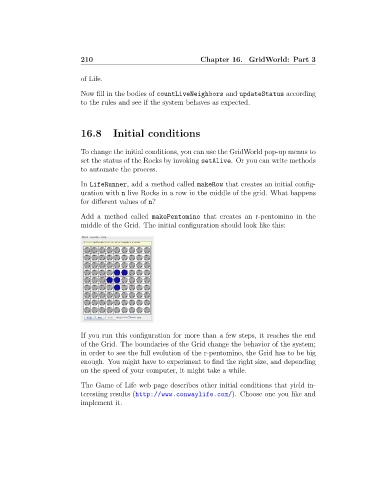 210 Chapter 16. GridWorld: Part 3
of Life.
Now fill in the bodies of countLiveNeighbors and updateStatus according
to the rules and see if the system behaves as expected.
16.8 Initial conditions
To change the initial conditions, you can use the GridWorld pop-up menus to
set the status of the Rocks by invoking setAlive. Or you can write methods
to automate the process.
In LifeRunner, add a method called makeRow that creates an initial config-
uration with n live Rocks in a row in the middle of the grid. What happens
for different values of n?
Add a method called makePentomino that creates an r-pentomino in the
middle of the Grid. The initial configuration should look like this:
If you run this configuration for more than a few steps, it reaches the end
of the Grid. The boundaries of the Grid change the behavior of the system;
in order to see the full evolution of the r-pentomino, the Grid has to be big
enough. You might have to experiment to find the right size, and depending
on the speed of your computer, it might take a while.
The Game of Life web page describes other initial conditions that yield in-
teresting results (http://www.conwaylife.com/). Choose one you like and
implement it.